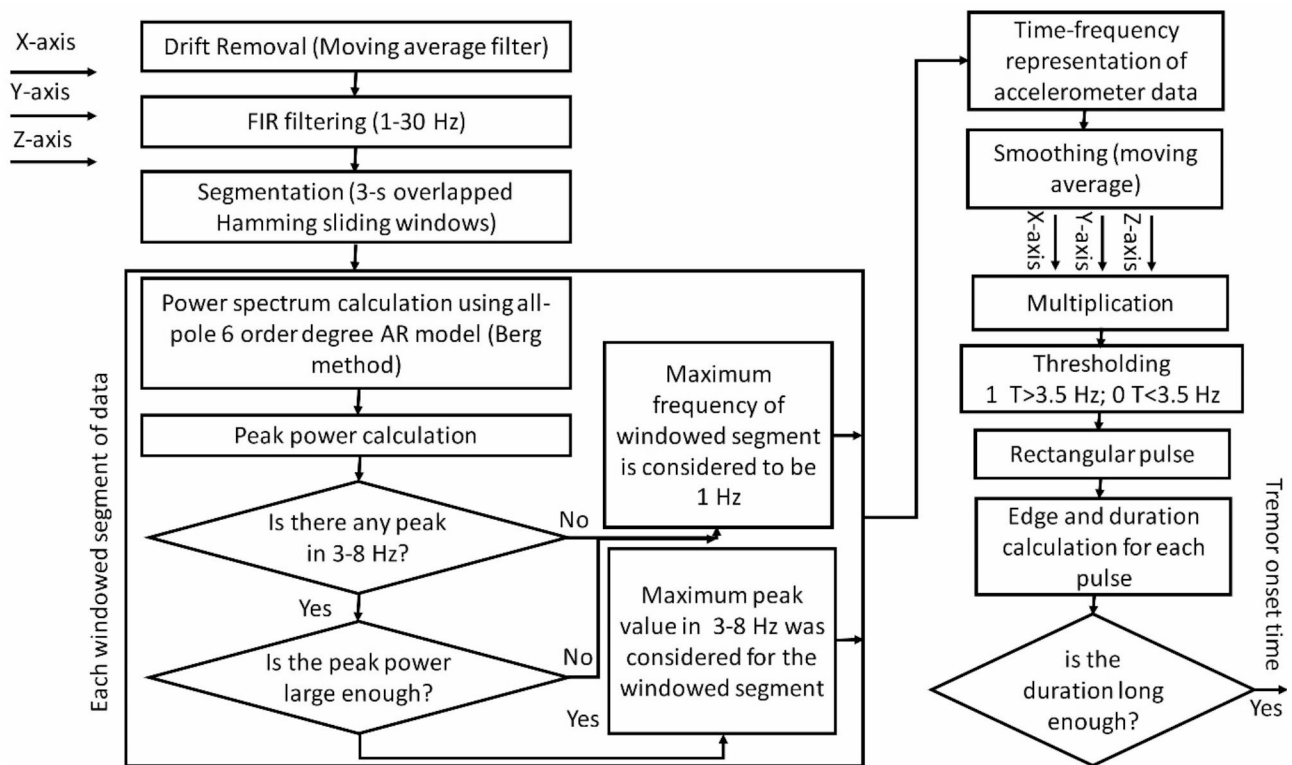 X-axis
Y-axis
Z-axis
Drift Removal (Moving average filter)
FIR filtering (1-30 Hz)
Segmentation (3-s overlapped
Hamming sliding windows)
Each windowed segment of data
Power spectrum calculation using all-
pole 6 order degree AR model (Berg
method)
Peak power calculation
Is there any peak
in 3-8 Hz?
No
Yes
Is the peak power
large enough?
No
Yes
Maximum
frequency of
windowed segment
is considered to be
1 Hz
Maximum peak
value in 3-8 Hz was
considered for the
windowed segment
Time-frequency
representation of
accelerometer data
Smoothing (moving
average)
X-axis
Y-axis
Z-axis
Multiplication
Thresholding
1 T>3.5 Hz; 0 T<3.5 Hz
Rectangular pulse
Edge and duration
calculation for each
pulse
is the
duration long
enough?
Yes
Tremor onset time